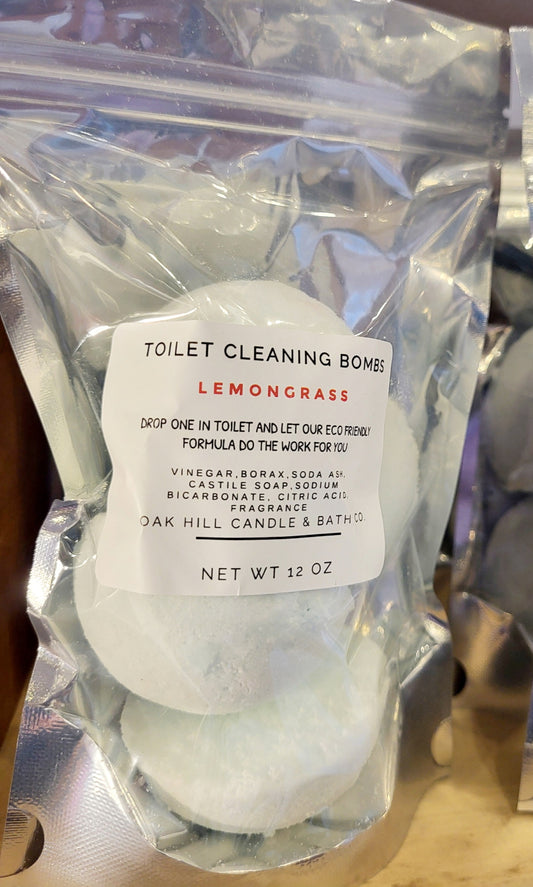 TOILET CLEANING BOMBS
LEMONGRASS
DROP ONE IN TOILET AND LET OUR ECO FRIENDLY
FORMULA DO THE WORK FOR YOU
VINEGAR,BORAX,SODA ASH,
CASTILE SOAP,SODIUM
BICARBONATE, CITRIC ACID,
FRAGRANCE
OAK HILL CANDLE & BATH CO.
NET WT 12 OZ